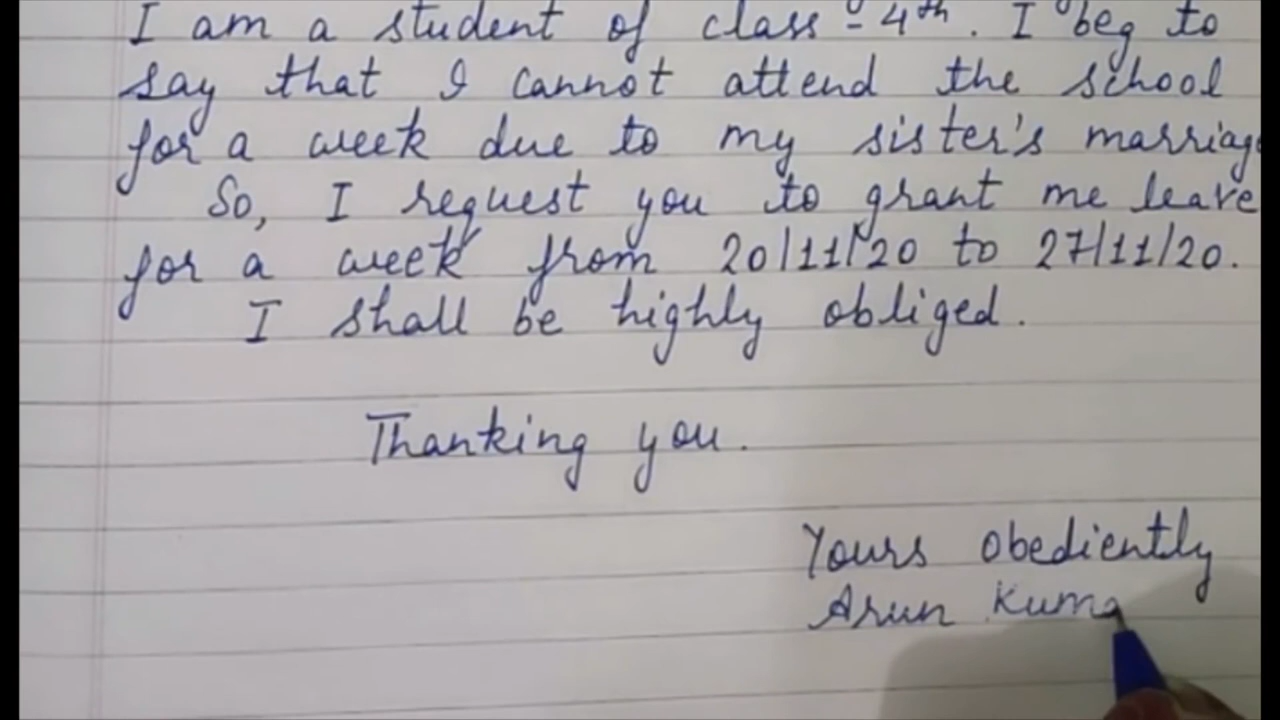 I am a student of class - 4th. I beg to
say that I cannot attend the school
for a week due to my sister's marriage
So, I request you to grant me leave
for a week from 20/11/20 to 27/11/20.
I shall be highly obliged.
Thanking you.
Yours obediently
Arun Kuma